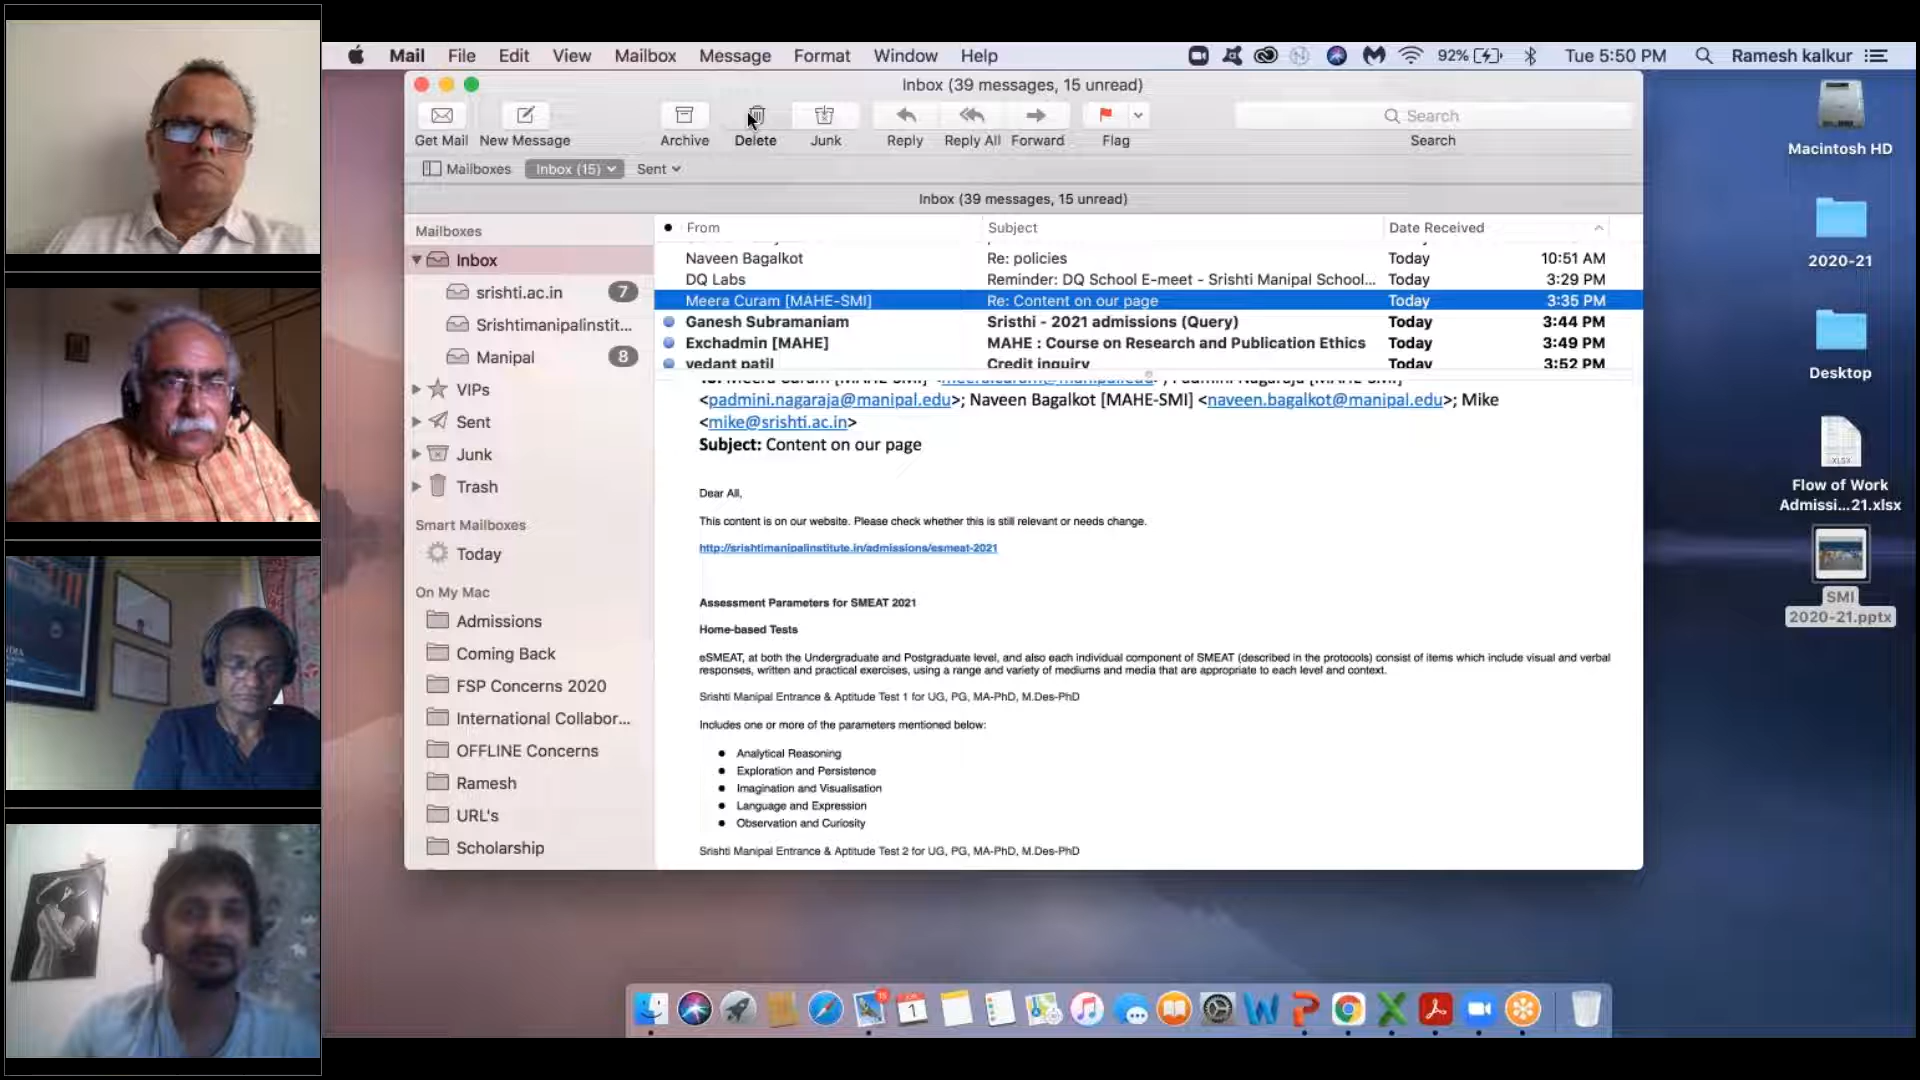 Mail File Edit View Mailbox Message Format Window Help 92% Tue 5:50 PM Ramesh kalkur
Inbox (39 messages, 15 unread)
Get Mail New Message Archive Delete Junk Reply Reply All Forward Flag Search
Search
Mailboxes Inbox (15) Sent
Inbox (39 messages, 15 unread)
Mailboxes
Inbox
srishti.ac.in 7
Srishtimanipalinstit...
Manipal 8
VIPs
Sent
Junk
Trash
Smart Mailboxes
Today
On My Mac
Admissions
Coming Back
FSP Concerns 2020
International Collabor...
OFFLINE Concerns
Ramesh
URL's
Scholarship
From Subject Date Received
Naveen Bagalkot Re: policies Today 10:51 AM
DQ Labs Reminder: DQ School E-meet - Srishti Manipal School... Today 3:29 PM
Meera Curam [MAHE-SMI] Re: Content on our page Today 3:35 PM
Ganesh Subramaniam Sristhi - 2021 admissions (Query) Today 3:44 PM
Exchadmin [MAHE] MAHE : Course on Research and Publication Ethics Today 3:49 PM
vedant patil Credit inquiry Today 3:52 PM
<padmini.nagaraja@manipal.edu>; Naveen Bagalkot [MAHE-SMI] <naveen.bagalkot@manipal.edu>; Mike
<mike@srishti.ac.in>
Subject: Content on our page
Dear All,
This content is on our website. Please check whether this is still relevant or needs change.
http://srishtimanipalinstitute.in/admissions/esmeat-2021
Assessment Parameters for SMEAT 2021
Home-based Tests
eSMEAT, at both the Undergraduate and Postgraduate level, and also each individual component of SMEAT (described in the protocols) consist of items which include visual and verbal
responses, written and practical exercises, using a range and variety of mediums and media that are appropriate to each level and context.
Srishti Manipal Entrance & Aptitude Test 1 for UG, PG, MA-PhD, M.Des-PhD
Includes one or more of the parameters mentioned below:
● Analytical Reasoning
● Exploration and Persistence
● Imagination and Visualisation
● Language and Expression
● Observation and Curiosity
Srishti Manipal Entrance & Aptitude Test 2 for UG, PG, MA-PhD, M.Des-PhD
Macintosh HD
2020-21
Desktop
XLSX
Flow of Work
Admissi...21.xlsx
SMI
2020-21.pptx
1